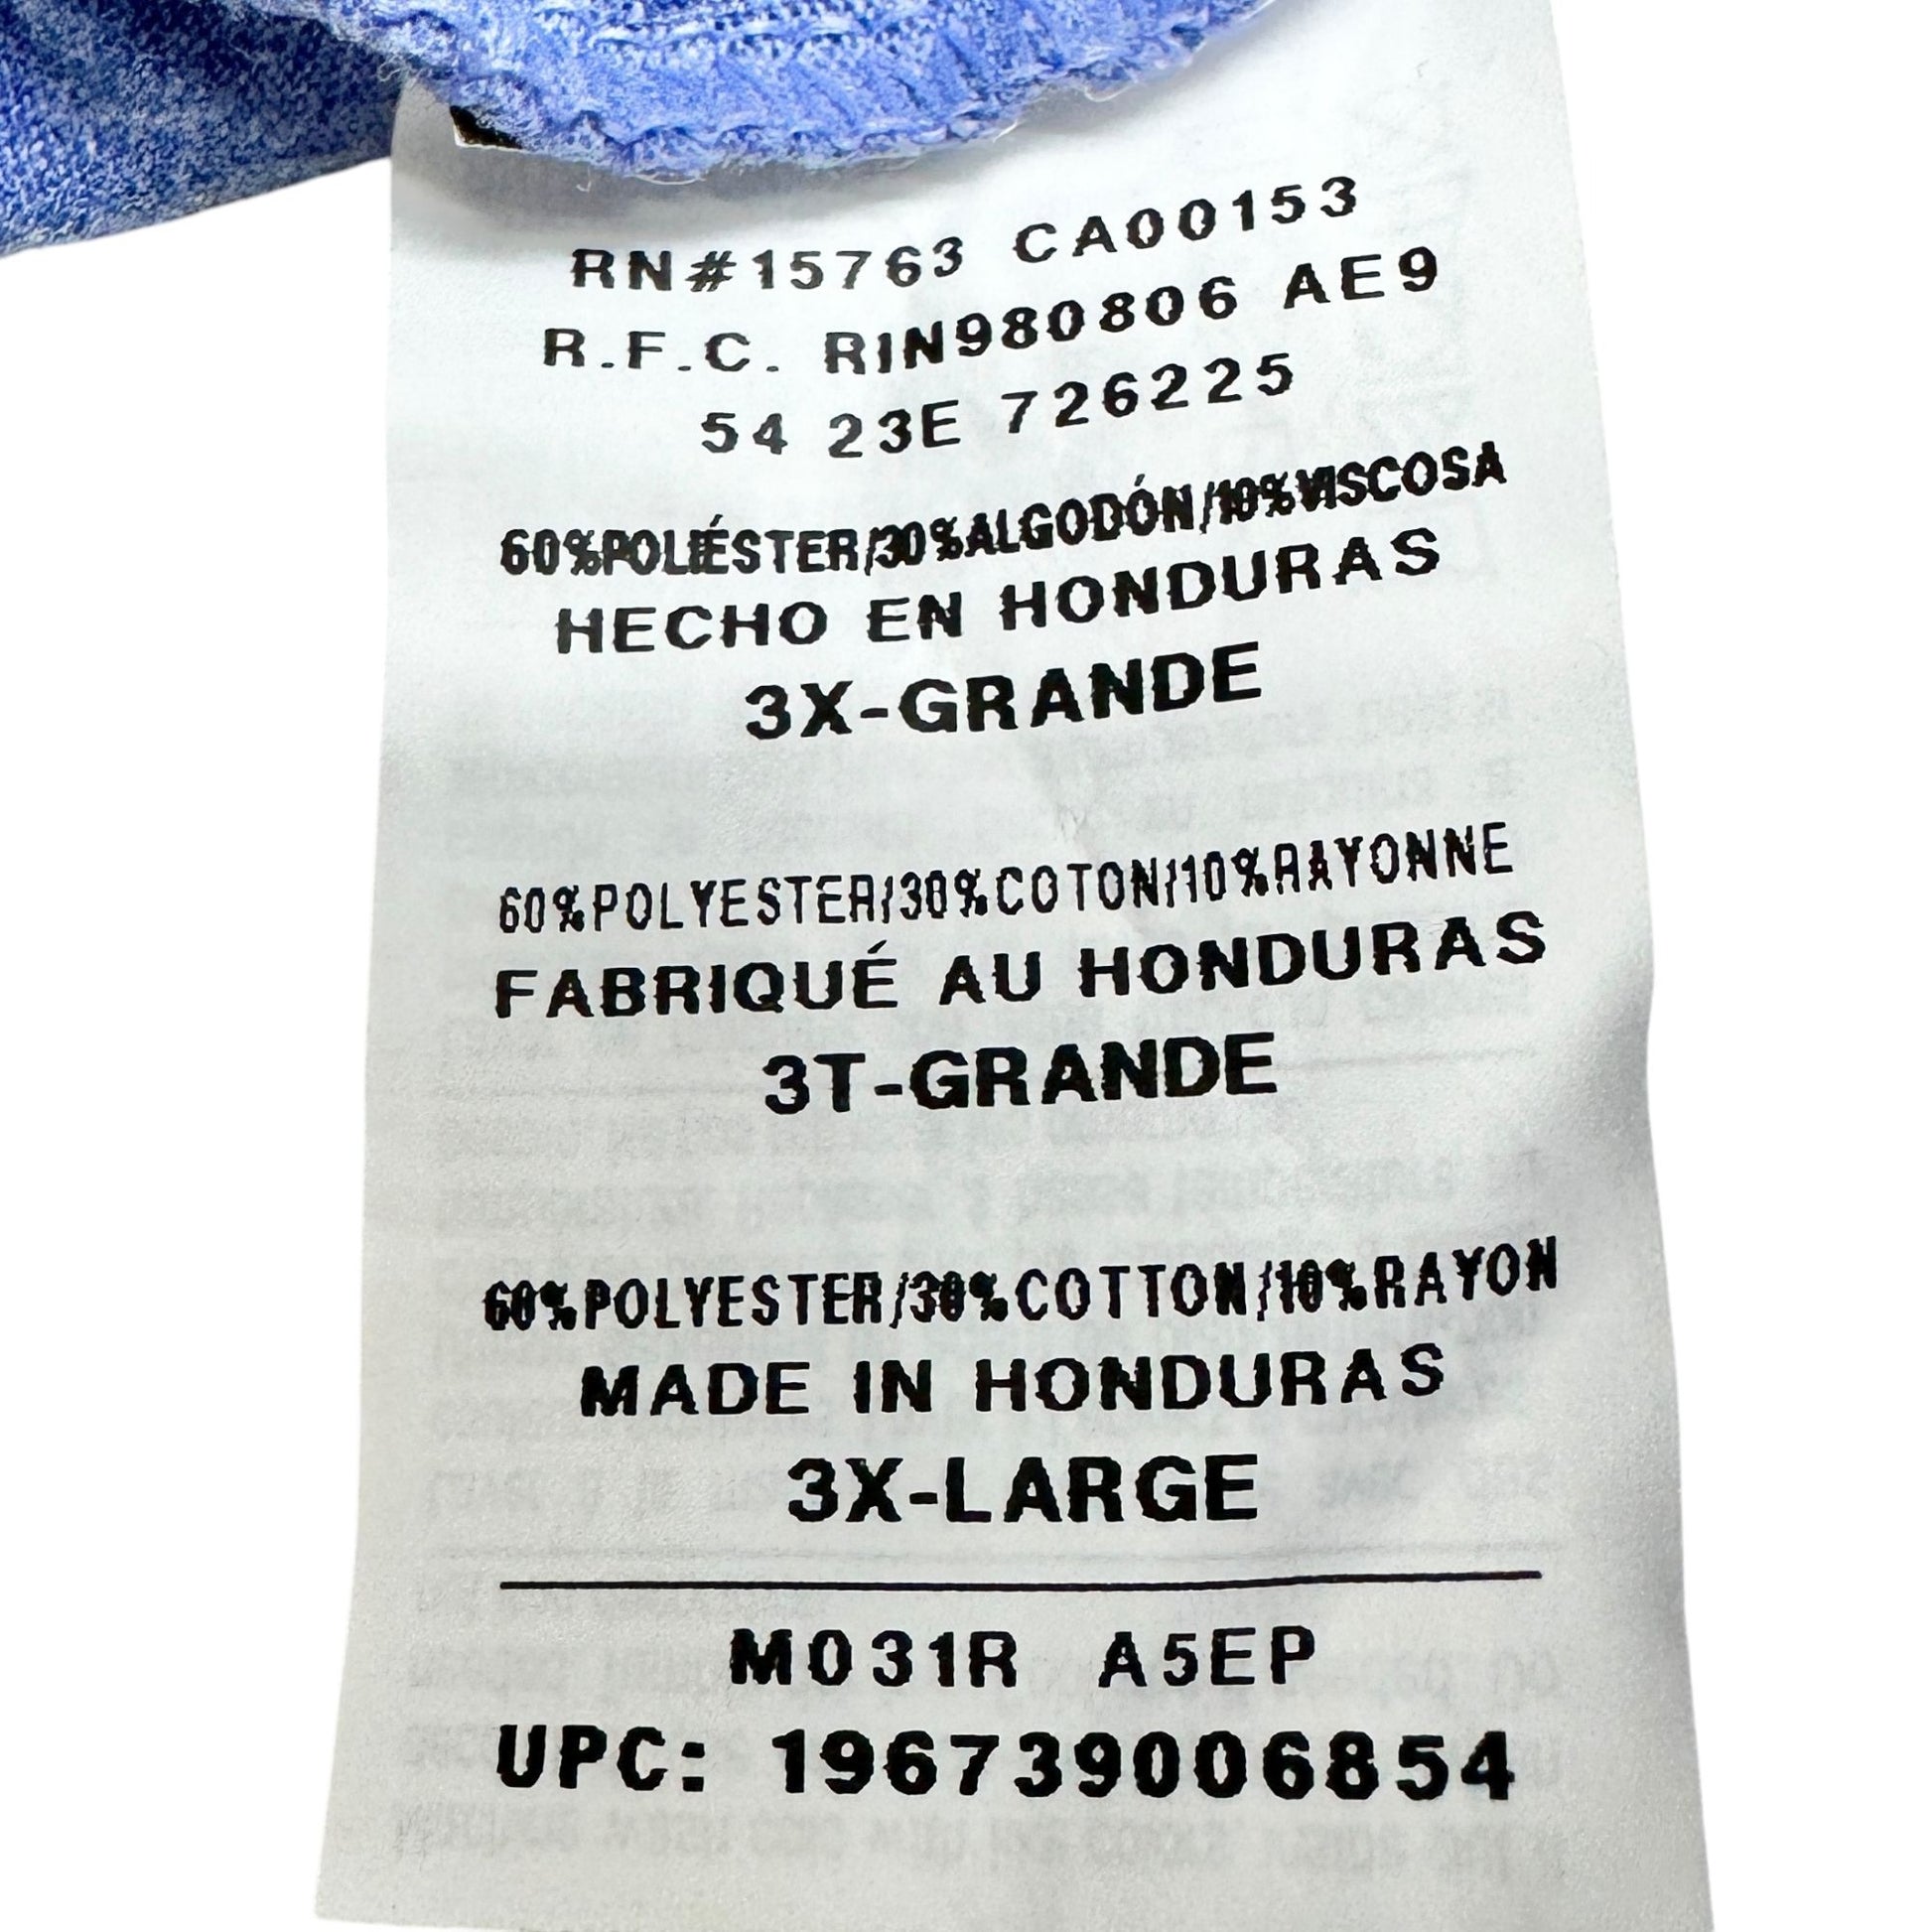 RN#15763 CA00153
R.F.C. RIN980806 AE9
54 23E 726225
60%POLIÉSTER/30%ALGODÓN/10%VISCOSA
HECHO EN HONDURAS
3X-GRANDE
60%POLYESTER/30%COTON/10%RAYONNE
FABRIQUÉ AU HONDURAS
3T-GRANDE
60%POLYESTER/30%COTTON/10%RAYON
MADE IN HONDURAS
3X-LARGE
M031R A5EP
UPC: 196739006854